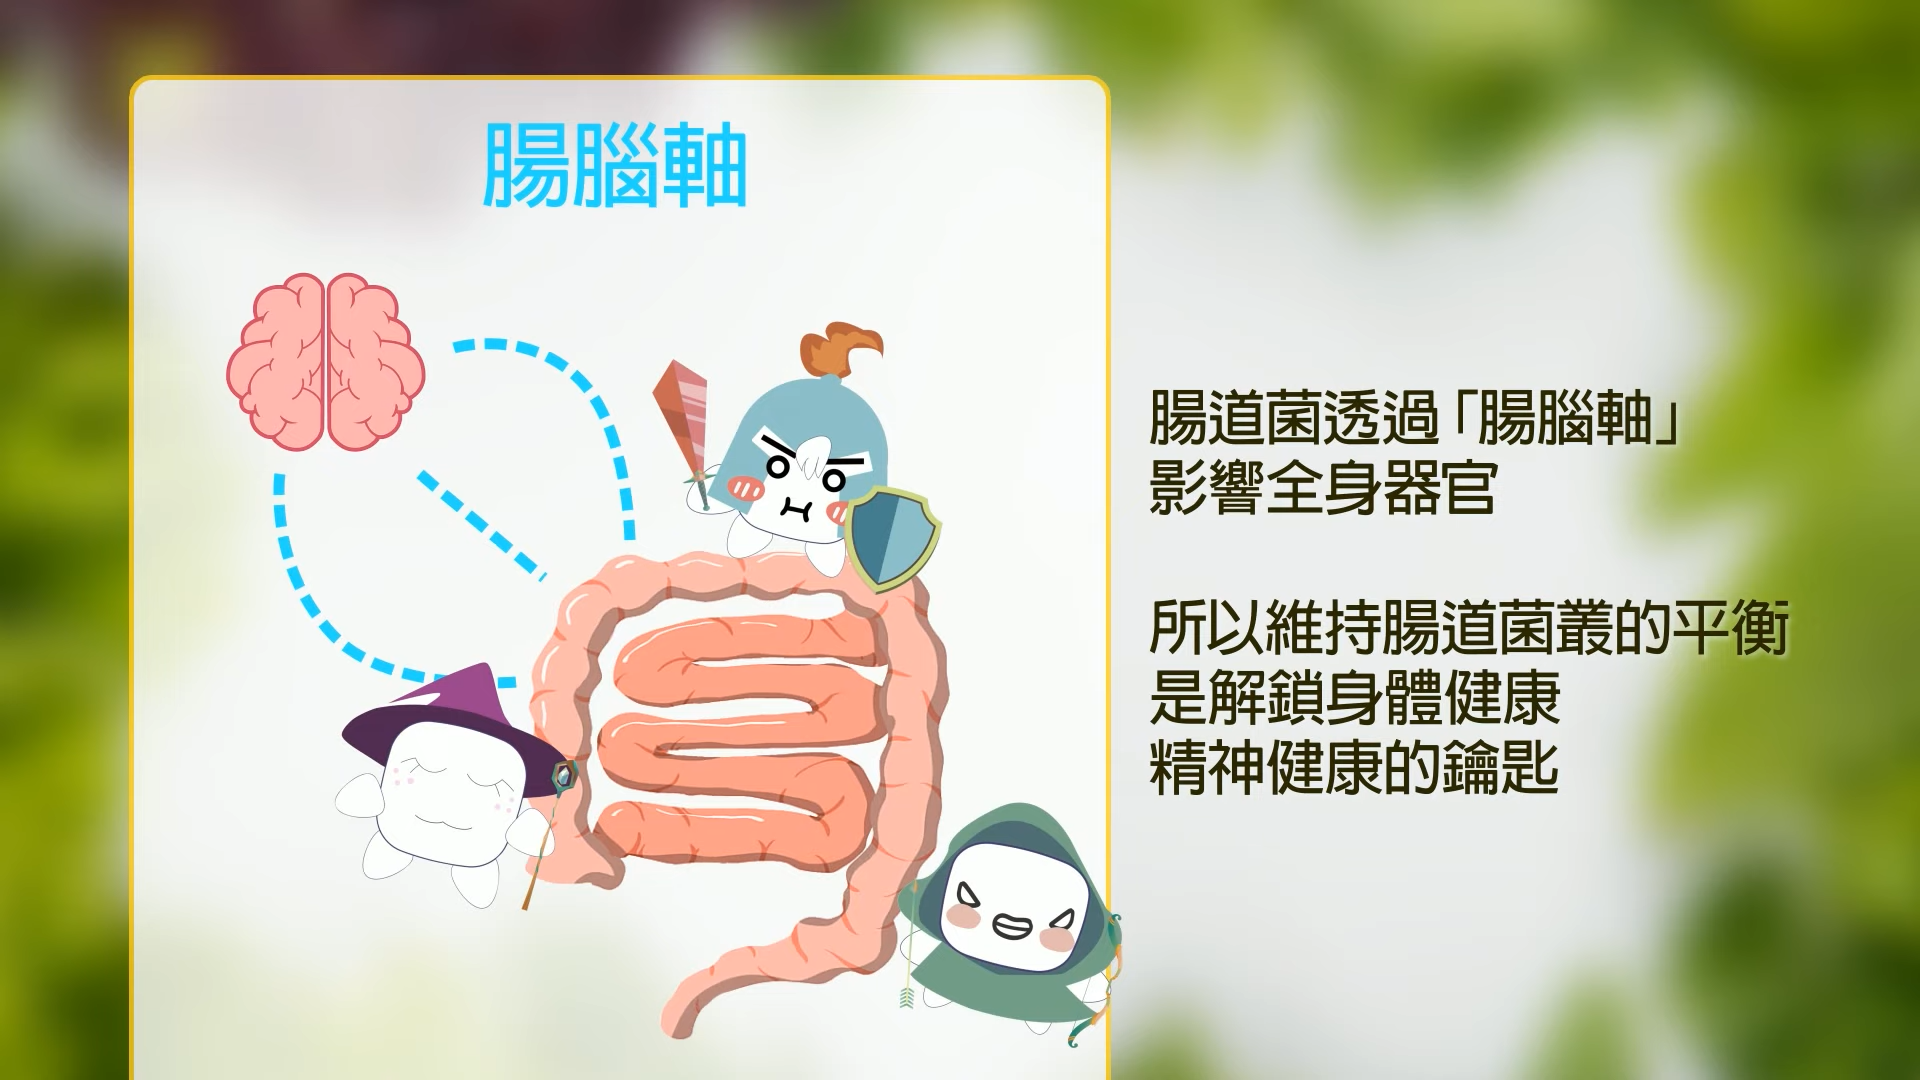 腸腦軸
腸道菌透過「腸腦軸」
影響全身器官
所以維持腸道菌叢的平衡
是解鎖身體健康
精神健康的鑰匙